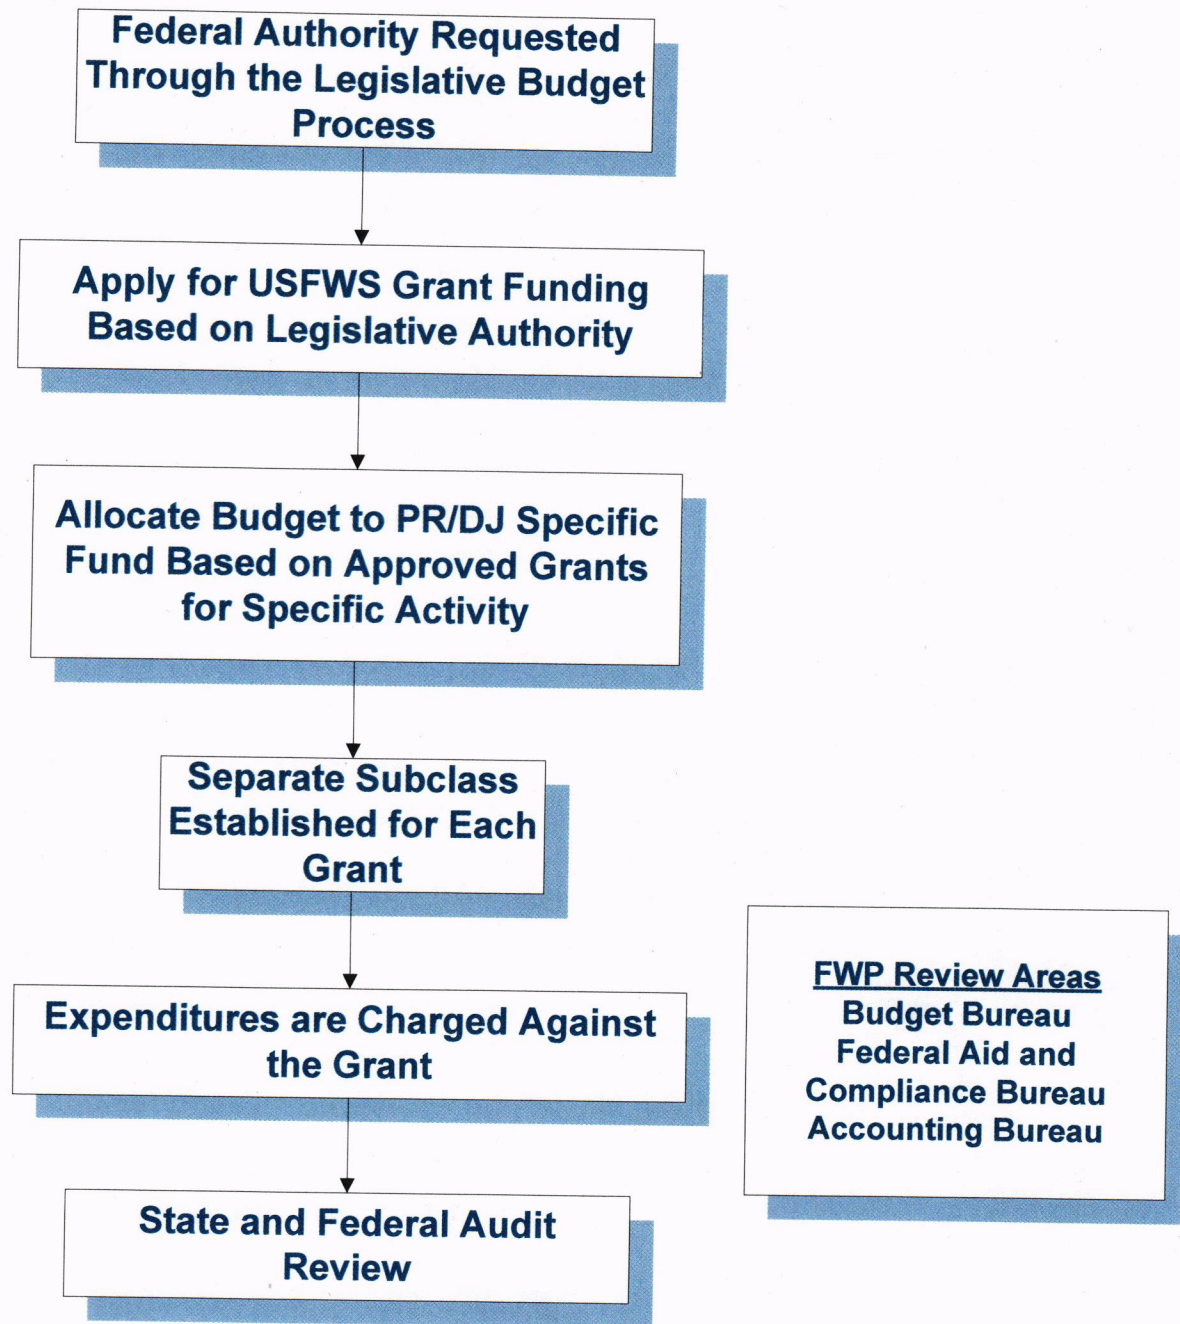 Federal Authority Requested
Through the Legislative Budget
Process
Apply for USFWS Grant Funding
Based on Legislative Authority
Allocate Budget to PR/DJ Specific
Fund Based on Approved Grants
for Specific Activity
Separate Subclass
Established for Each
Grant
Expenditures are Charged Against
the Grant
State and Federal Audit
Review
FWP Review Areas
Budget Bureau
Federal Aid and
Compliance Bureau
Accounting Bureau